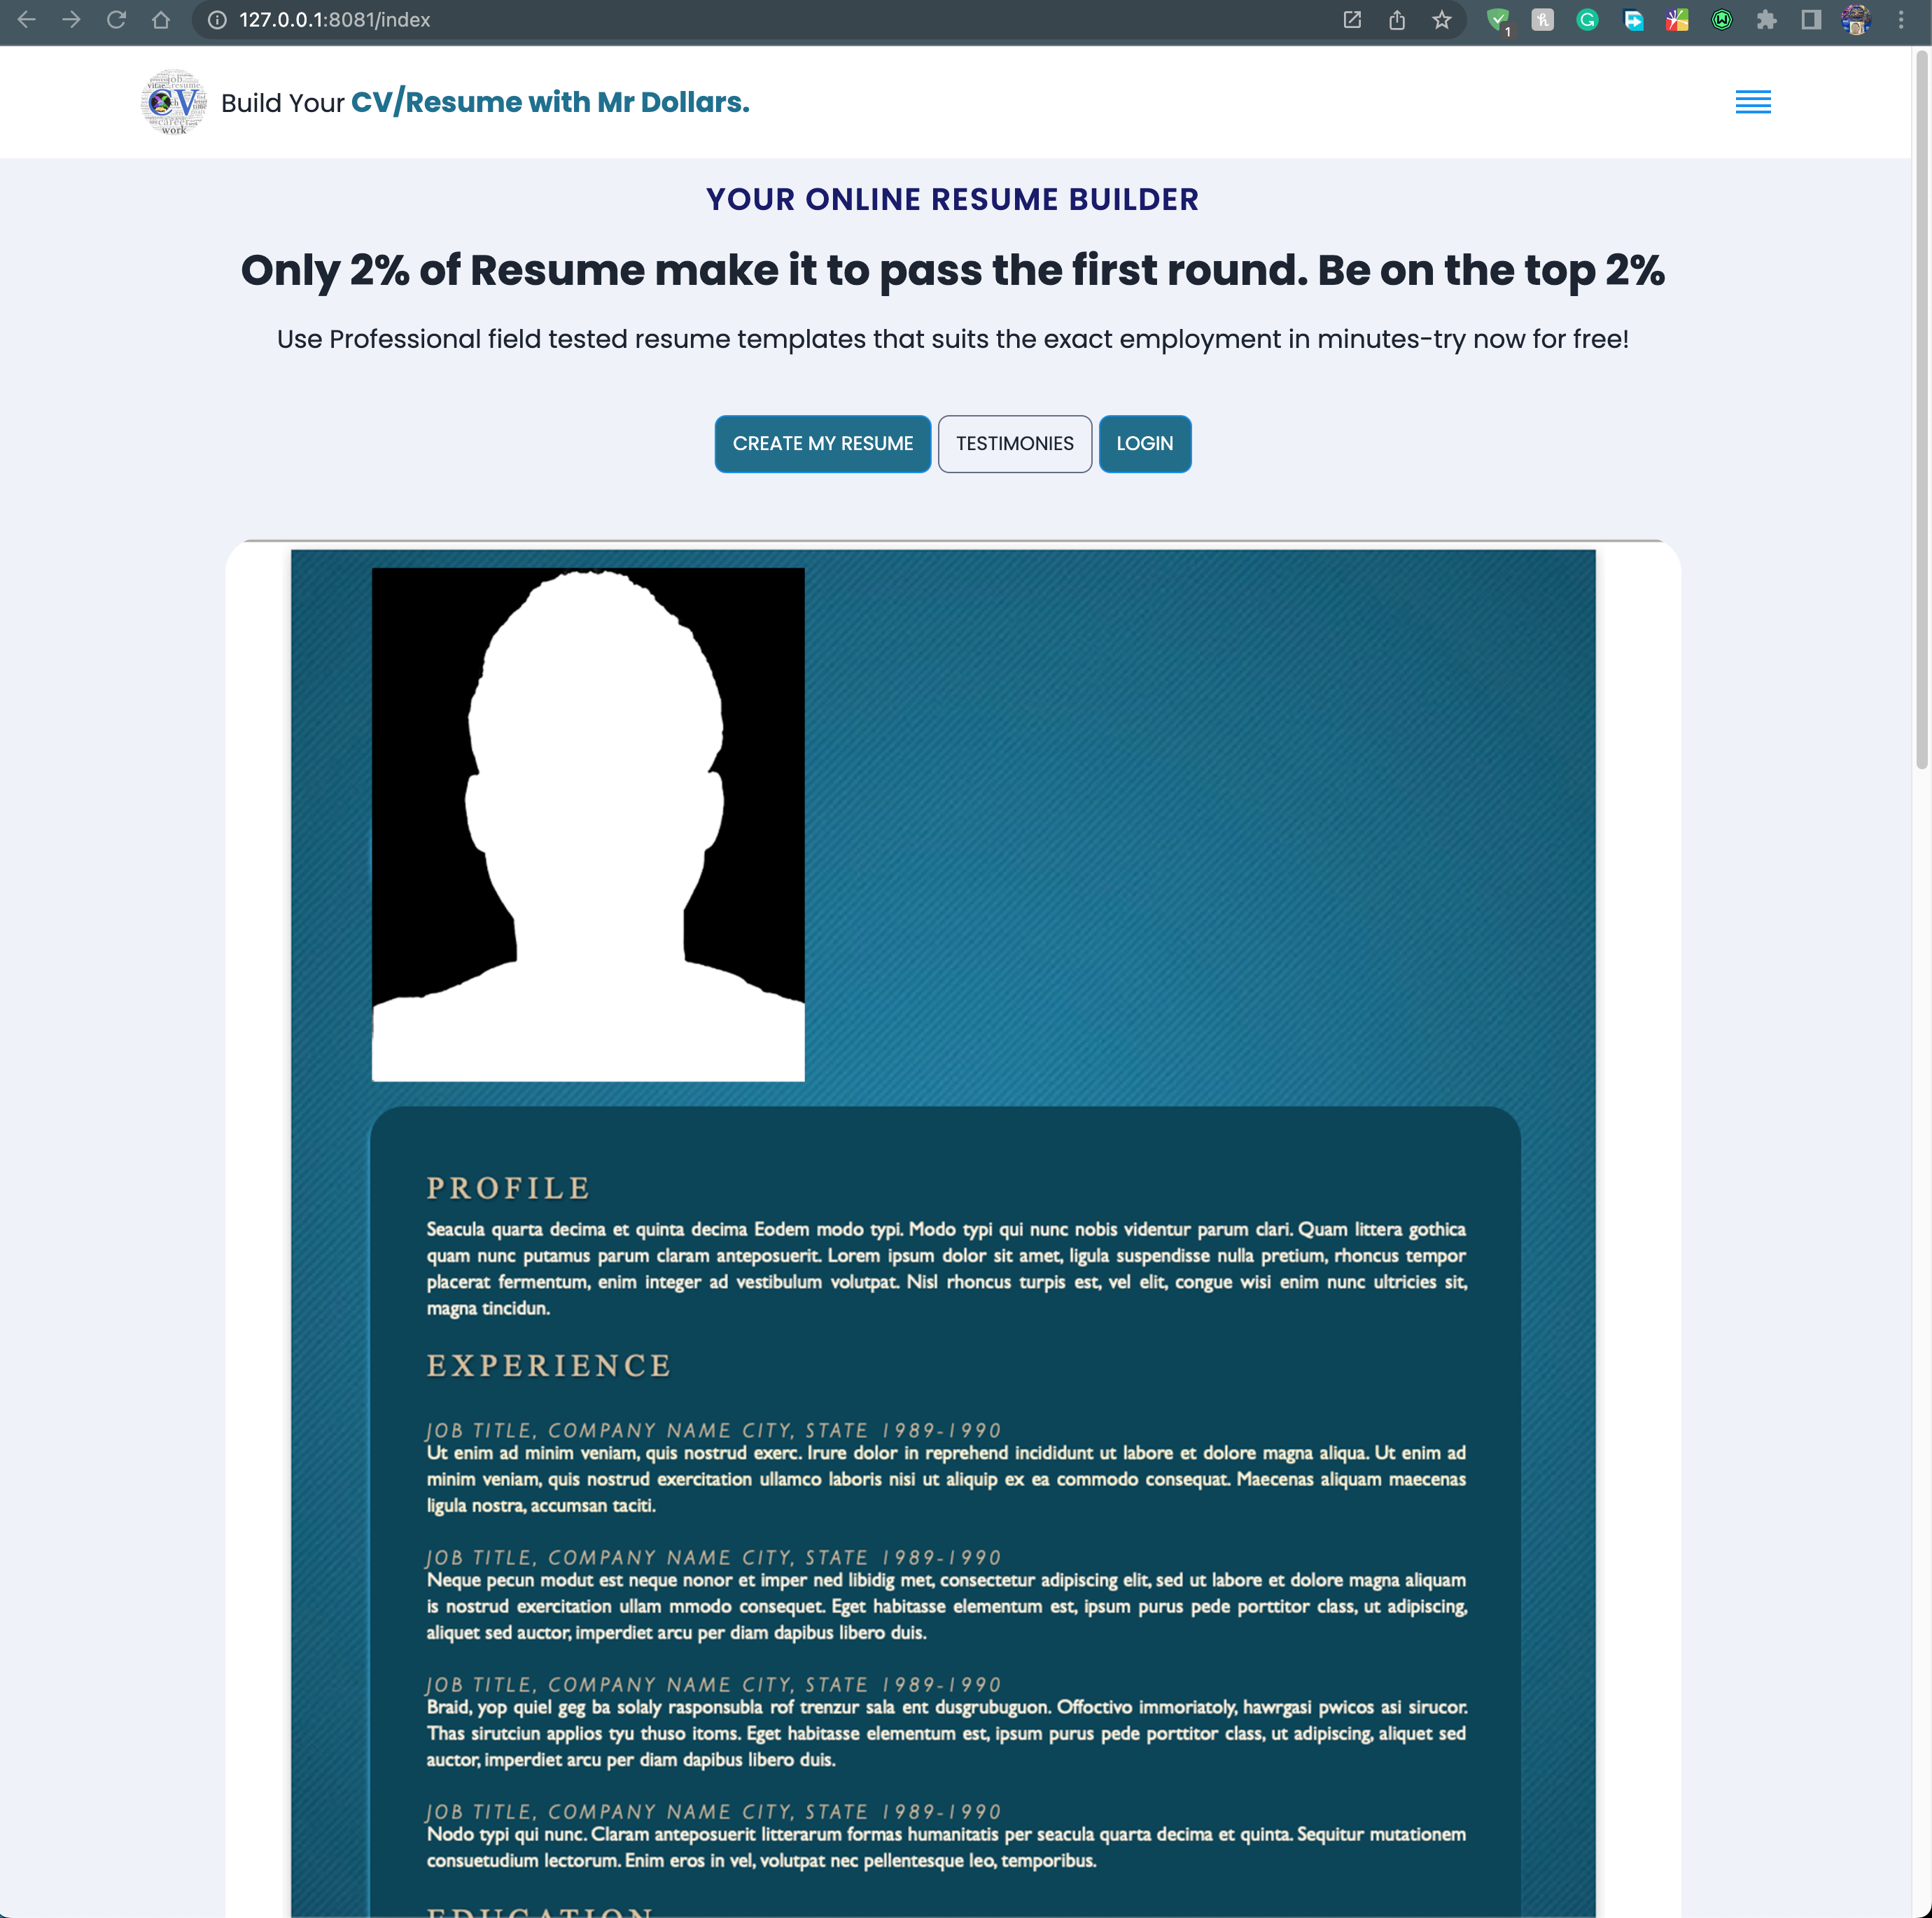 127.0.0.1:8081/index
1
job
vitae resume
CV
career
work
Build Your CV/Resume with Mr Dollars.
YOUR ONLINE RESUME BUILDER
Only 2% of Resume make it to pass the first round. Be on the top 2%
Use Professional field tested resume templates that suits the exact employment in minutes-try now for free!
CREATE MY RESUME TESTIMONIES LOGIN
PROFILE
Seacula quarta decima et quinta decima Eodem modo typi. Modo typi qui nunc nobis videntur parum clari. Quam littera gothica
quam nunc putamus parum claram anteposuerit. Lorem ipsum dolor sit amet, ligula suspendisse nulla pretium, rhoncus tempor
placerat fermentum, enim integer ad vestibulum volutpat. Nisl rhoncus turpis est, vel elit, congue wisi enim nunc ultricies sit,
magna tincidun.
EXPERIENCE
JOB TITLE, COMPANY NAME CITY, STATE 1989-1990
Ut enim ad minim veniam, quis nostrud exerc. Irure dolor in reprehend incididunt ut labore et dolore magna aliqua. Ut enim ad
minim veniam, quis nostrud exercitation ullamco laboris nisi ut aliquip ex ea commodo consequat. Maecenas aliquam maecenas
ligula nostra, accumsan taciti.
JOB TITLE, COMPANY NAME CITY, STATE 1989-1990
Neque pecun modut est neque nonor et imper ned libidig met, consectetur adipiscing elit, sed ut labore et dolore magna aliquam
is nostrud exercitation ullam mmodo consequet. Eget habitasse elementum est, ipsum purus pede porttitor class, ut adipiscing,
aliquet sed auctor, imperdiet arcu per diam dapibus libero duis.
JOB TITLE, COMPANY NAME CITY, STATE 1989-1990
Braid, yop quiel geg ba solaly rasponsubla rof trenzur sala ent dusgrubuguon. Offoctivo immoriatoly, hawrgasi pwicos asi sirucor.
Thas sirutciun applios tyu thuso itoms. Eget habitasse elementum est, ipsum purus pede porttitor class, ut adipiscing, aliquet sed
auctor, imperdiet arcu per diam dapibus libero duis.
JOB TITLE, COMPANY NAME CITY, STATE 1989-1990
Nodo typi qui nunc. Claram anteposuerit litterarum formas humanitatis per seacula quarta decima et quinta. Sequitur mutationem
consuetudium lectorum. Enim eros in vel, volutpat nec pellentesque leo, temporibus.
EDUCATION